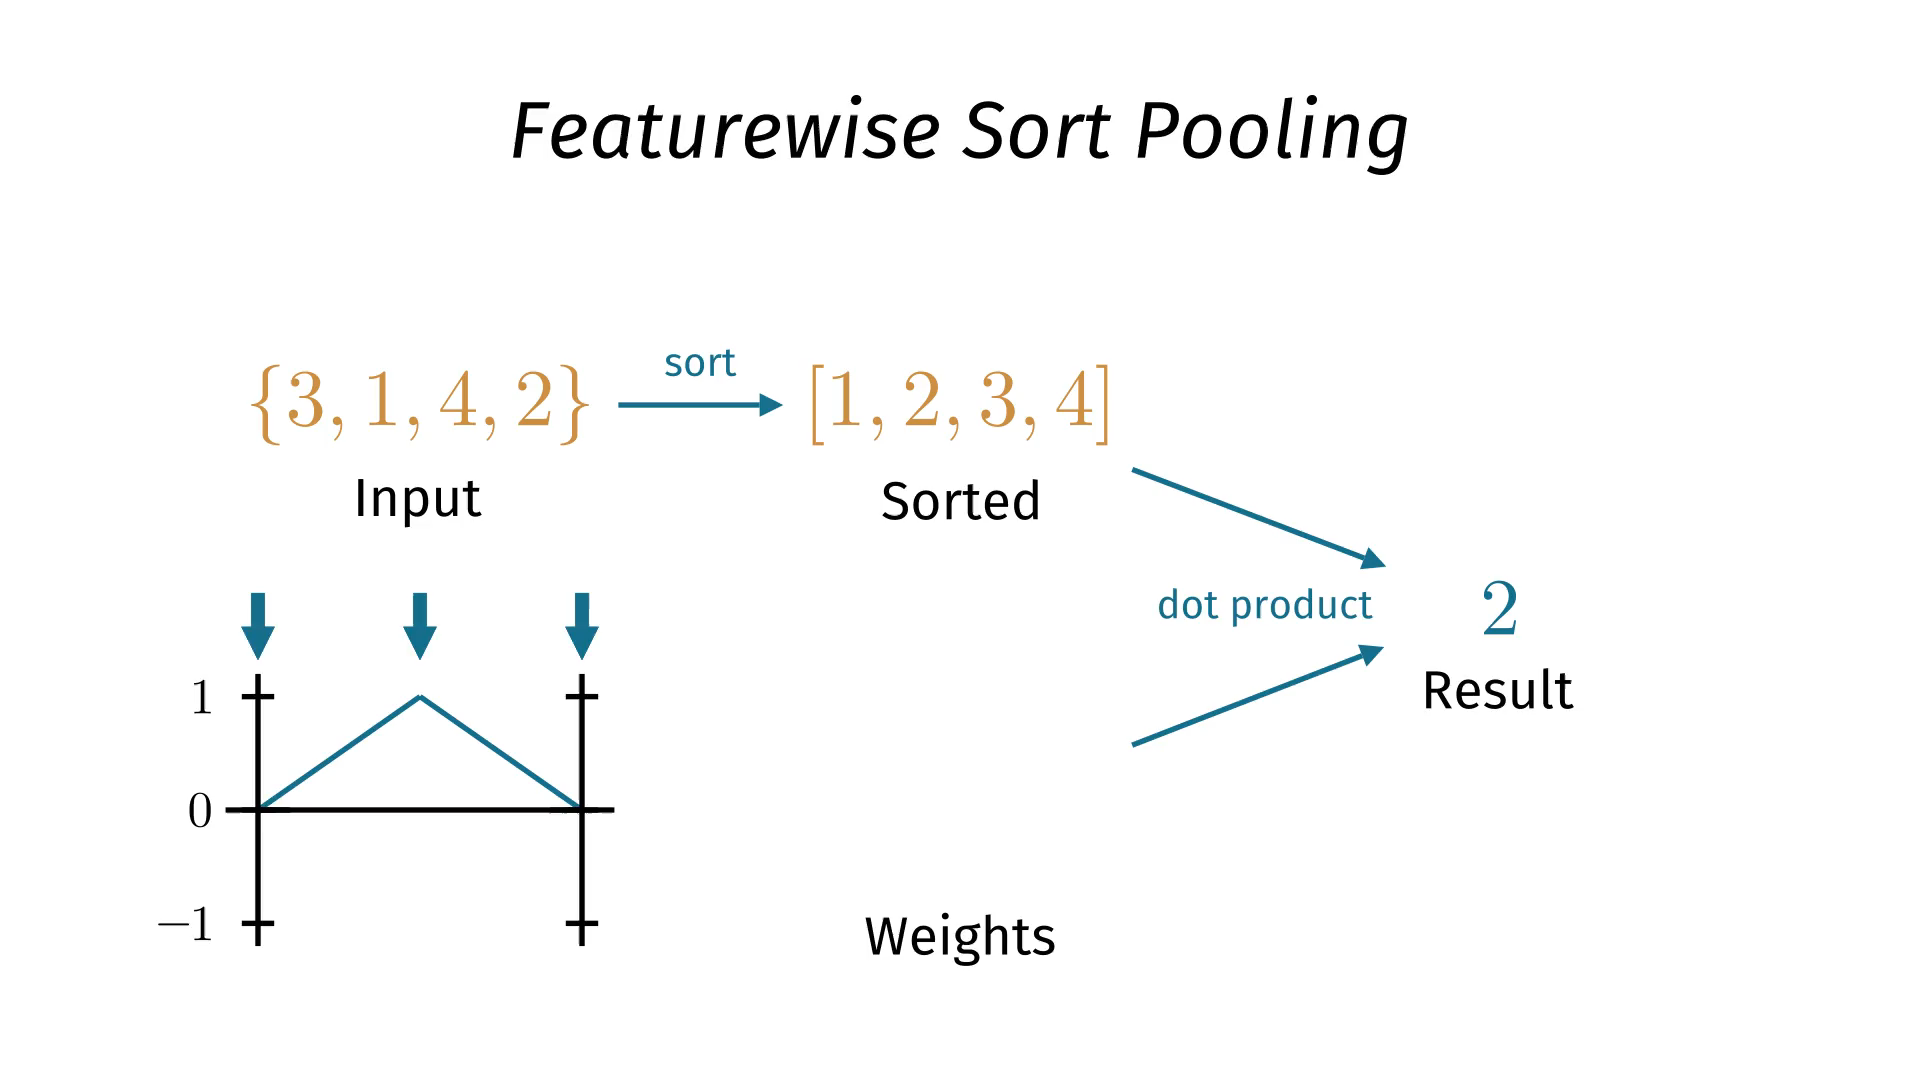 Featurewise Sort Pooling
{3, 1, 4, 2}
sort
[1, 2, 3, 4]
Input
Sorted
dot product
2
Result
1
0
−1
Weights